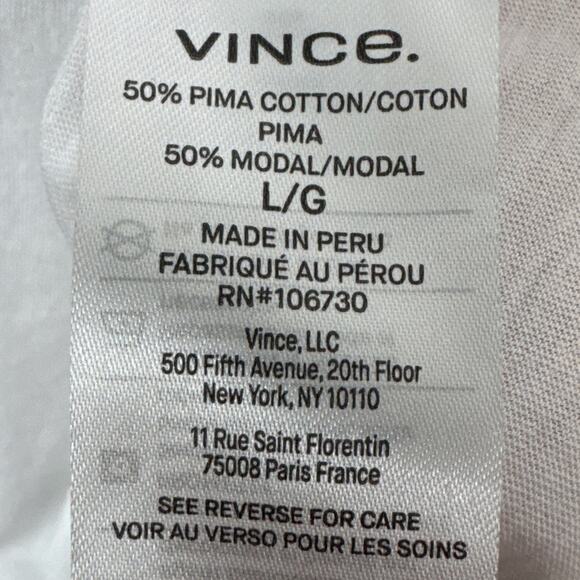 VINCe.
50% PIMA COTTON/COTON
PIMA
50% MODAL/MODAL
L/G
MADE IN PERU
FABRIQUÉ AU PÉROU
RN#106730
Vince, LLC
500 Fifth Avenue, 20th Floor
New York, NY 10110
11 Rue Saint Florentin
75008 Paris France
SEE REVERSE FOR CARE
VOIR AU VERSO POUR LES SOINS